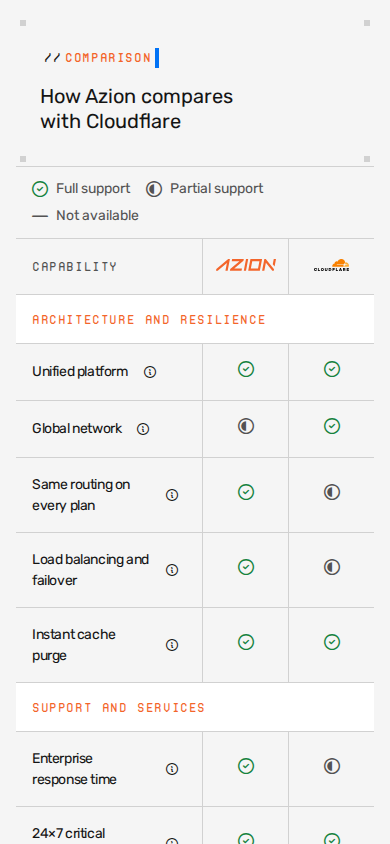 COMPARISON
How Azion compares
with Cloudflare
Full support
Partial support
Not available
CAPABILITY
AZION
CLOUDFLARE
ARCHITECTURE AND RESILIENCE
Unified platform
Global network
Same routing on
every plan
Load balancing and
failover
Instant cache
purge
SUPPORT AND SERVICES
Enterprise
response time
24×7 critical